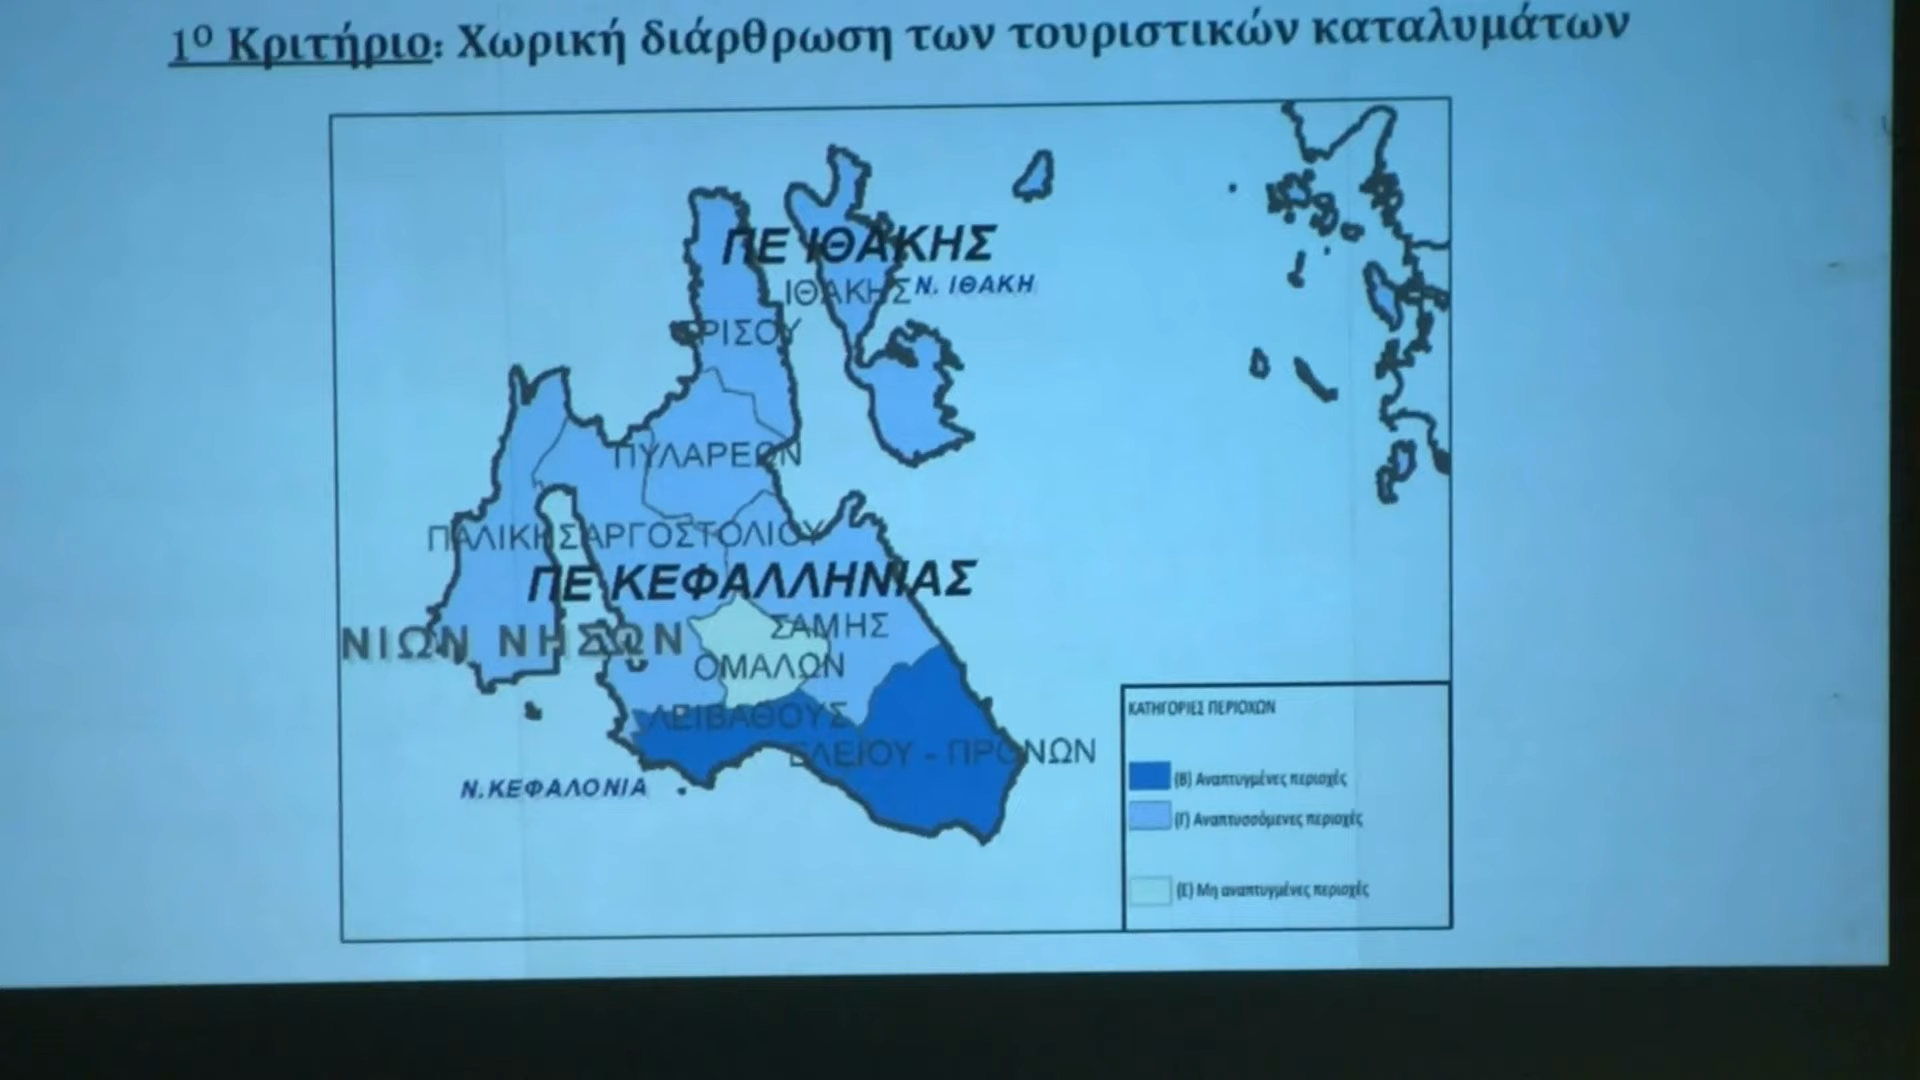 1ο Κριτήριο: Χωρική διάρθρωση των τουριστικών καταλυμάτων
ΠΕ ΙΘΑΚΗΣ
ΙΘΑΚΗΣ
Ν. ΙΘΑΚΗ
ΕΡΙΣΟΥ
ΠΥΛΑΡΕΩΝ
ΠΑΛΙΚΗΣ
ΑΡΓΟΣΤΟΛΙΟΥ
ΠΕ ΚΕΦΑΛΛΗΝΙΑΣ
ΣΑΜΗΣ
ΝΙΩΝ ΝΗΣΩΝ
ΟΜΑΛΩΝ
ΛΕΙΒΑΘΟΥΣ
ΕΛΕΙΟΥ - ΠΡΟΝΩΝ
Ν.ΚΕΦΑΛΟΝΙΑ
ΚΑΤΗΓΟΡΙΕΣ ΠΕΡΙΟΧΩΝ
(Β) Αναπτυγμένες περιοχές
(Γ) Αναπτυσσόμενες περιοχές
(Ε) Μη αναπτυγμένες περιοχές